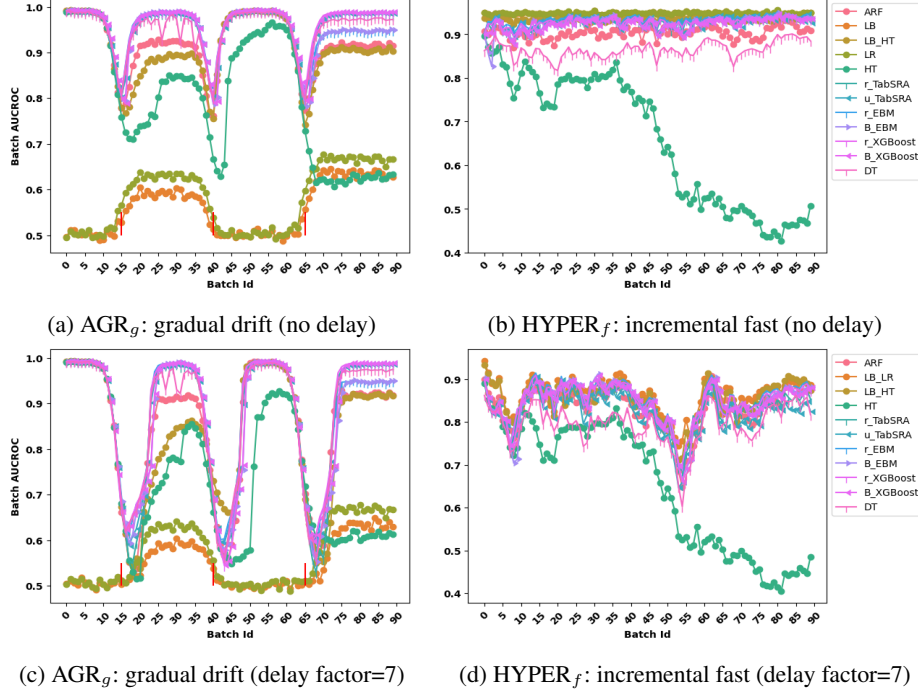 1.0
0.9
0.8
0.7
0.6
0.5
Batch AUCROC
0 5 10 15 20 25 30 35 40 45 50 55 60 65 70 75 80 85 90
Batch Id
(a) AGRg: gradual drift (no delay)
0.9
0.8
0.7
0.6
0.5
0.4
0 5 10 15 20 25 30 35 40 45 50 55 60 65 70 75 80 85 90
Batch Id
ARF
LB
LB_HT
LR
HT
r_TabSRA
u_TabSRA
r_EBM
B_EBM
r_XGBoost
B_XGBoost
DT
(b) HYPERf: incremental fast (no delay)
1.0
0.9
0.8
0.7
0.6
0.5
Batch AUCROC
0 5 10 15 20 25 30 35 40 45 50 55 60 65 70 75 80 85 90
Batch Id
(c) AGRg: gradual drift (delay factor=7)
0.9
0.8
0.7
0.6
0.5
0.4
0 5 10 15 20 25 30 35 40 45 50 55 60 65 70 75 80 85 90
Batch Id
ARF
LB_LR
LB_HT
HT
r_TabSRA
u_TabSRA
r_EBM
B_EBM
r_XGBoost
B_XGBoost
DT
(d) HYPERf: incremental fast (delay factor=7)